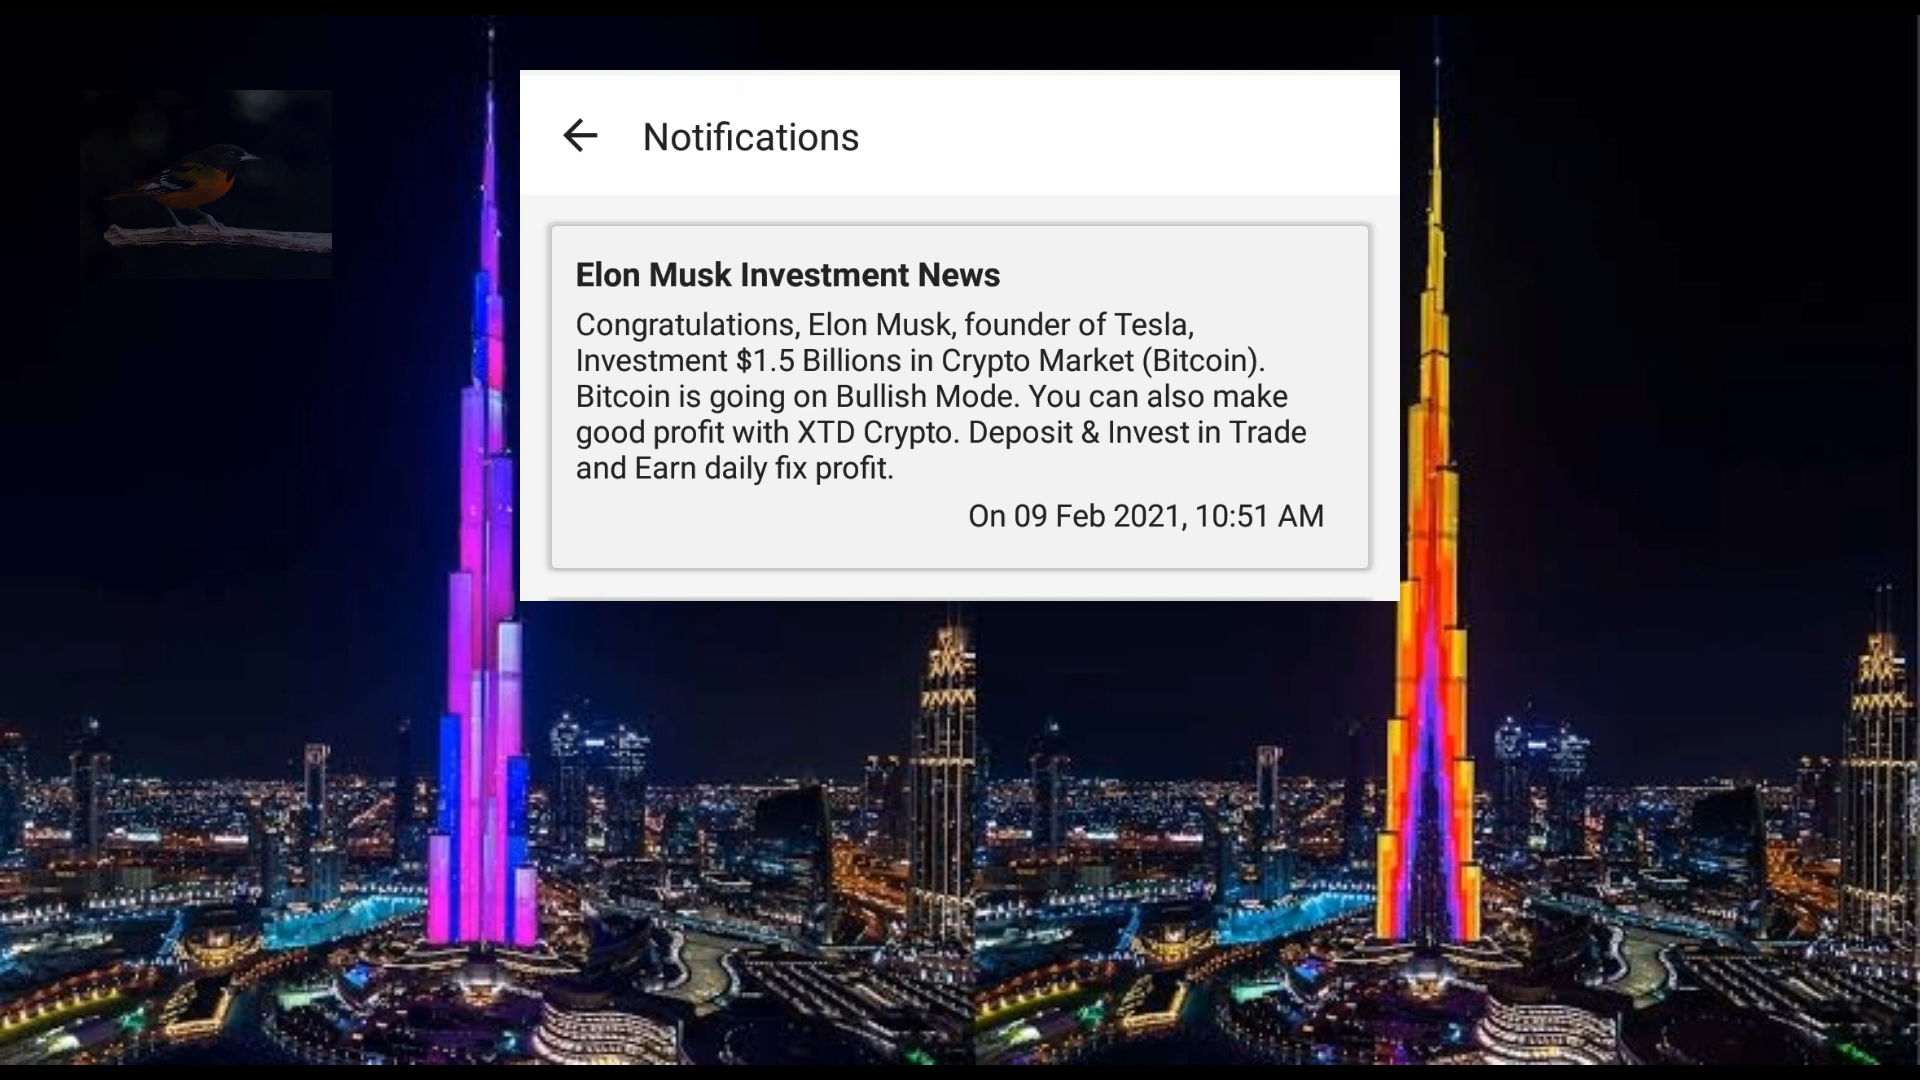 Notifications
Elon Musk Investment News
Congratulations, Elon Musk, founder of Tesla,
Investment $1.5 Billions in Crypto Market (Bitcoin).
Bitcoin is going on Bullish Mode. You can also make
good profit with XTD Crypto. Deposit & Invest in Trade
and Earn daily fix profit.
On 09 Feb 2021, 10:51 AM